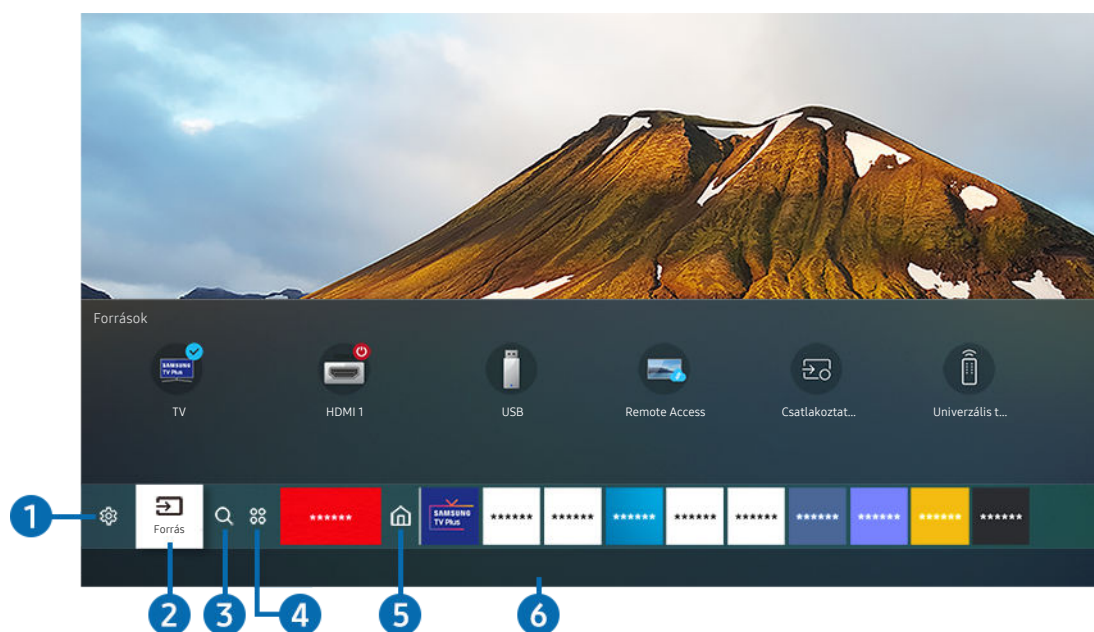 Források
SAMSUNG
TV Plus
TV
HDMI 1
USB
Remote Access
Csatlakoztat...
Univerzális t...
1
Forrás
******
SAMSUNG
TV Plus
******
******
******
******
******
******
******
******
******
2
3
4
5
6